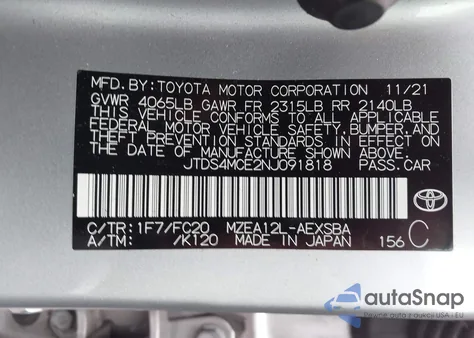 MFD.BY:TOYOTA MOTOR CORPORATION 11/21
GVWR 4065LB GAWR FR 2315LB RR 2140LB
THIS VEHICLE CONFORMS TO ALL APPLICABLE
FEDERAL MOTOR VEHICLE SAFETY,BUMPER,AND
THEFT PREVENTION STANDARDS IN EFFECT ON
THE DATE OF MANUFACTURE SHOWN ABOVE.
JTDS4MCE2NJ091818 PASS.CAR
C/TR:1F7/FC20 MZEA12L-AEXSBA
A/TM: /K120 MADE IN JAPAN 156 C
TOYOTA
autoSnap